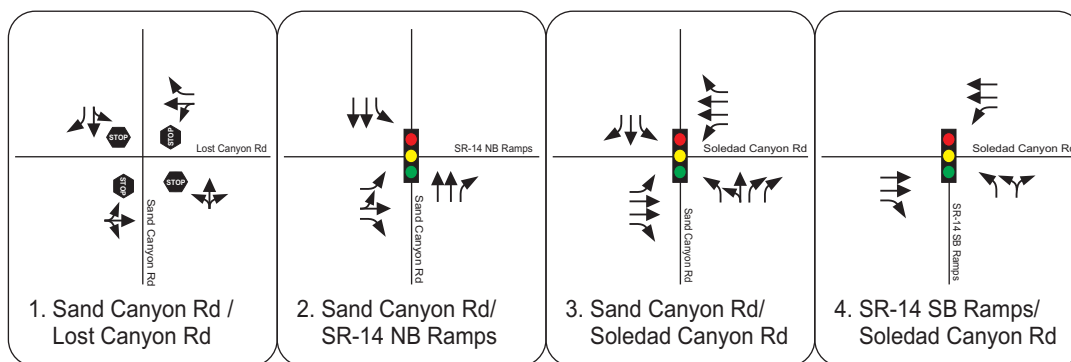 STOP
STOP
Lost Canyon Rd
STOP
STOP
Sand Canyon Rd
1. Sand Canyon Rd /
Lost Canyon Rd
SR-14 NB Ramps
Sand Canyon Rd
2. Sand Canyon Rd/
SR-14 NB Ramps
Soledad Canyon Rd
Sand Canyon Rd
3. Sand Canyon Rd/
Soledad Canyon Rd
Soledad Canyon Rd
SR-14 SB Ramps
4. SR-14 SB Ramps/
Soledad Canyon Rd